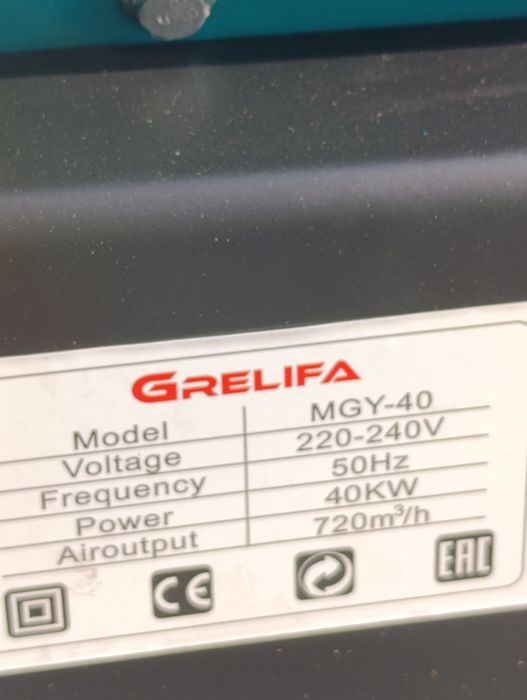 GRELIFA
Model MGY-40
Voltage 220-240V
Frequency 50Hz
Power 40KW
Airoutput 720m³/h
CE EAC